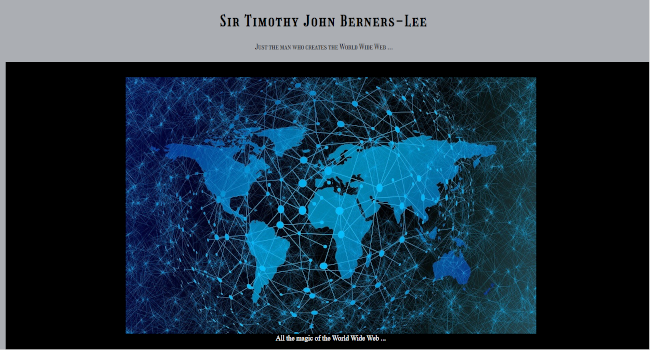 Sir Timothy John Berners-Lee
Just the man who creates the World Wide Web ...
All the magic of the World Wide Web ...